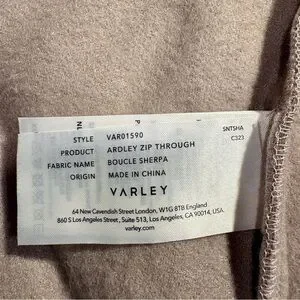 NL
P
STYLE VAR01590
PRODUCT ARDLEY ZIP THROUGH
FABRIC NAME BOUCLE SHERPA
ORIGIN MADE IN CHINA
SNTSHA
C323
VARLEY
64 New Cavendish Street London, W1G 8TB England
860 S Los Angeles Street, Suite 513, Los Angeles, CA 90014, USA.
varley.com